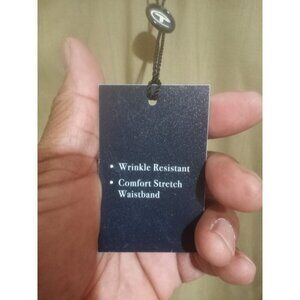 • Wrinkle Resistant
• Comfort Stretch
Waistband